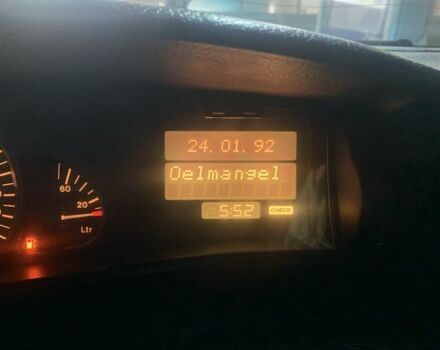 24. 01. 92
Oelmangel
5:52
CHECK
60
20
Ltr